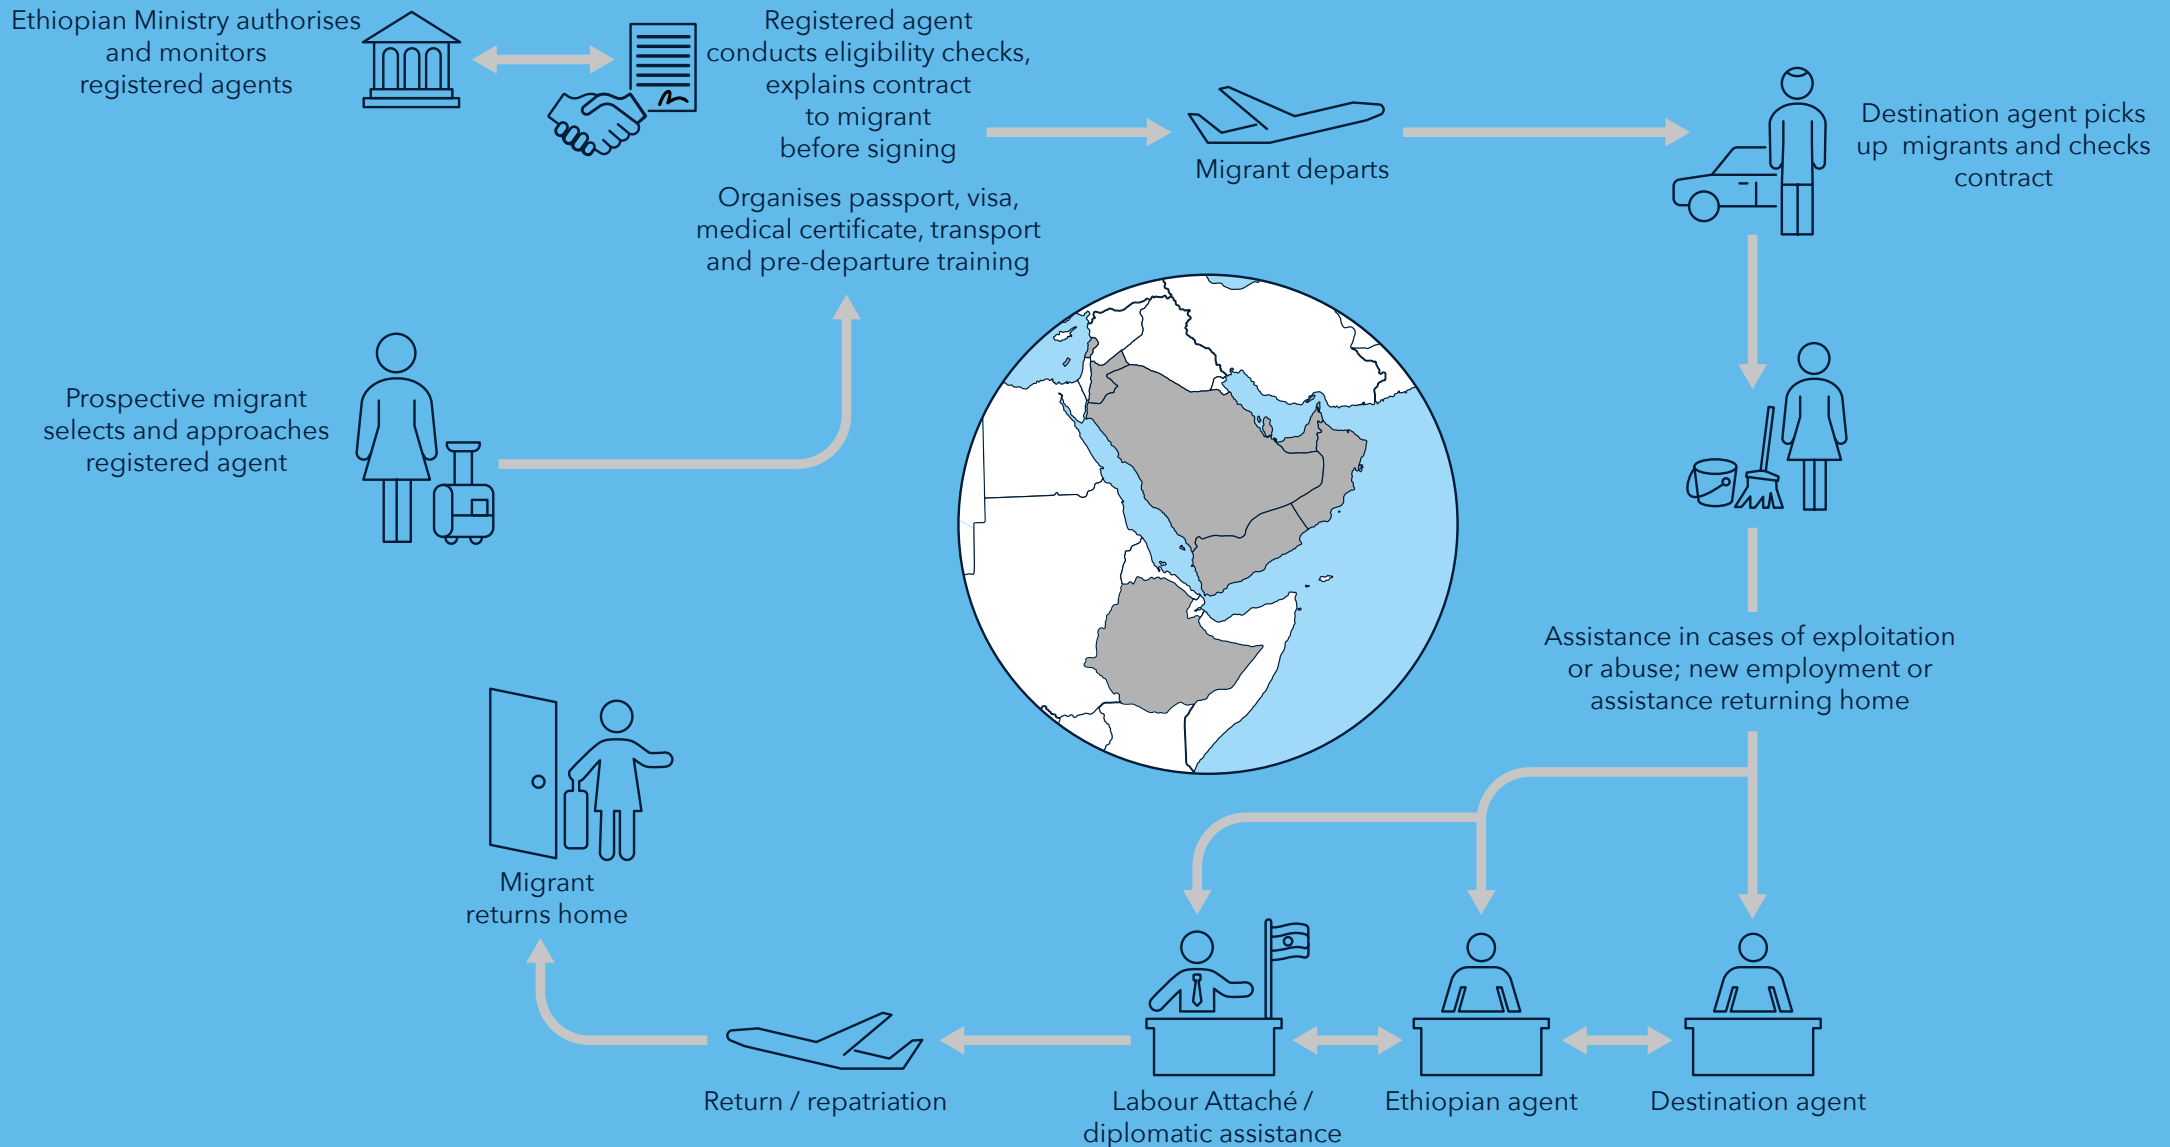 Ethiopian Ministry authorises
and monitors
registered agents
Registered agent
conducts eligibility checks,
explains contract
to migrant
before signing
Organises passport, visa,
medical certificate, transport
and pre-departure training
Migrant departs
Destination agent picks
up migrants and checks
contract
Prospective migrant
selects and approaches
registered agent
Assistance in cases of exploitation
or abuse; new employment or
assistance returning home
Migrant
returns home
Return / repatriation
Labour Attaché /
diplomatic assistance
Ethiopian agent
Destination agent